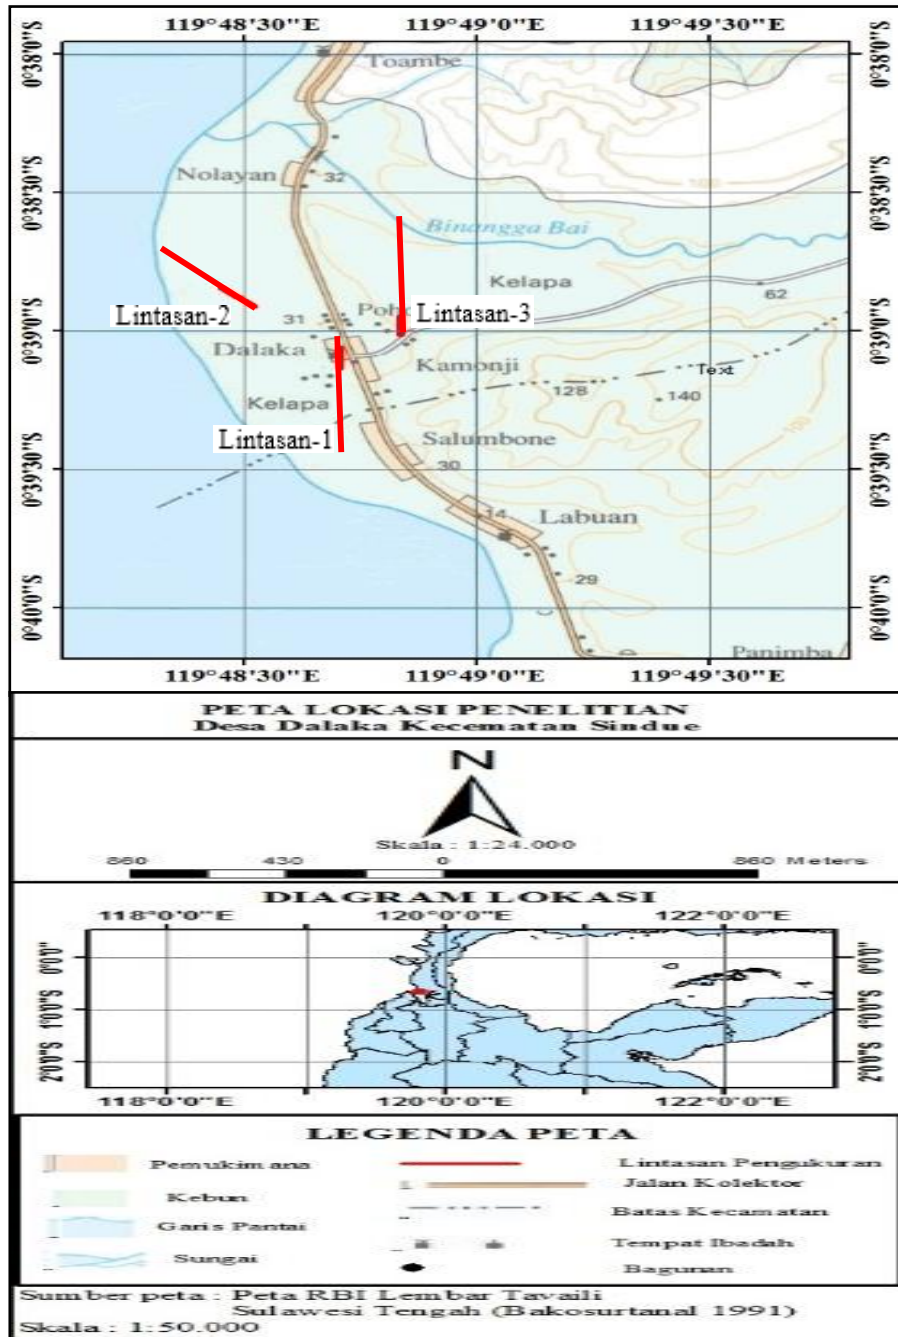 119°48'30"E 119°49'0"E 119°49'30"E
0°38'0"S 0°38'0"S
Toambe
100
Nolayan
32
0°38'30"S 0°38'30"S
Binangga Bai
Kelapa
62
Lintasan-2
31
Lintasan-3
0°39'0"S 0°39'0"S
Dalaka
Kamonji
Text
128
140
100
Kelapa
Lintasan-1
Salumbone
30
0°39'30"S 0°39'30"S
14
Labuan
29
0°40'0"S 0°40'0"S
Panimba
119°48'30"E 119°49'0"E 119°49'30"E
PETA LOKASI PENELITIAN
Desa Dalaka Kecematan Sindue
N
Skala : 1:24.000
860 430 0 860 Meters
DIAGRAM LOKASI
118°0'0"E 120°0'0"E 122°0'0"E
0°0'0" 0°0'0"
1°0'0"S 1°0'0"S
2°0'0"S 2°0'0"S
118°0'0"E 120°0'0"E 122°0'0"E
LEGENDA PETA
Pemukimana
Kebun
Garis Pantai
Sungai
Lintasan Pengukuran
Jalan Kolektor
Batas Kecamatan
Tempat Ibadah
Bagunan
Sumber peta : Peta RBI Lembar Tavaili
Sulawesi Tengah (Bakosurtanal 1991)
Skala : 1:50.000